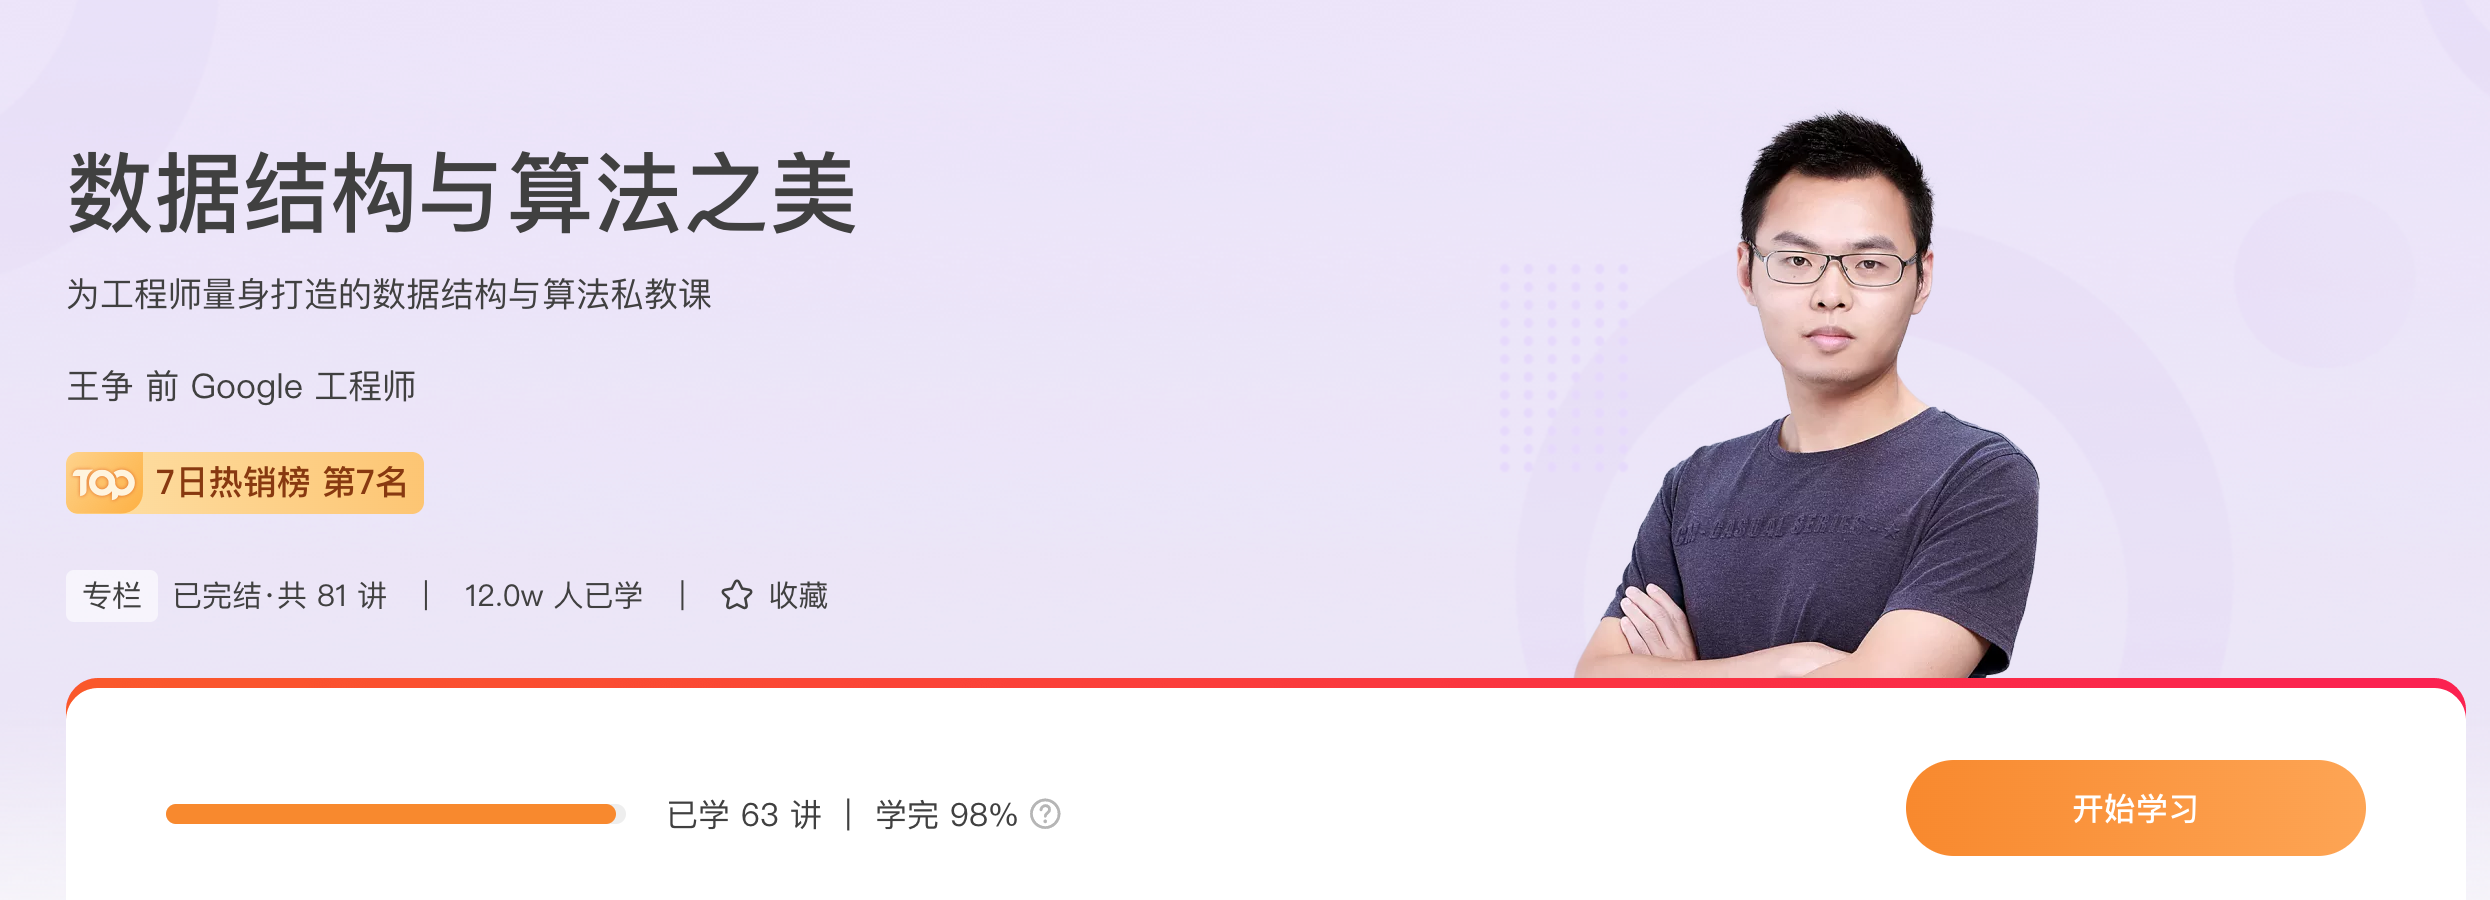 数据结构与算法之美
为工程师量身打造的数据结构与算法私教课
王争 前 Google 工程师
TOP 7日热销榜 第7名
CM·CASUAL SERIES
专栏 已完结·共 81 讲 | 12.0w 人已学 | 收藏
已学 63 讲 | 学完 98% ?
开始学习